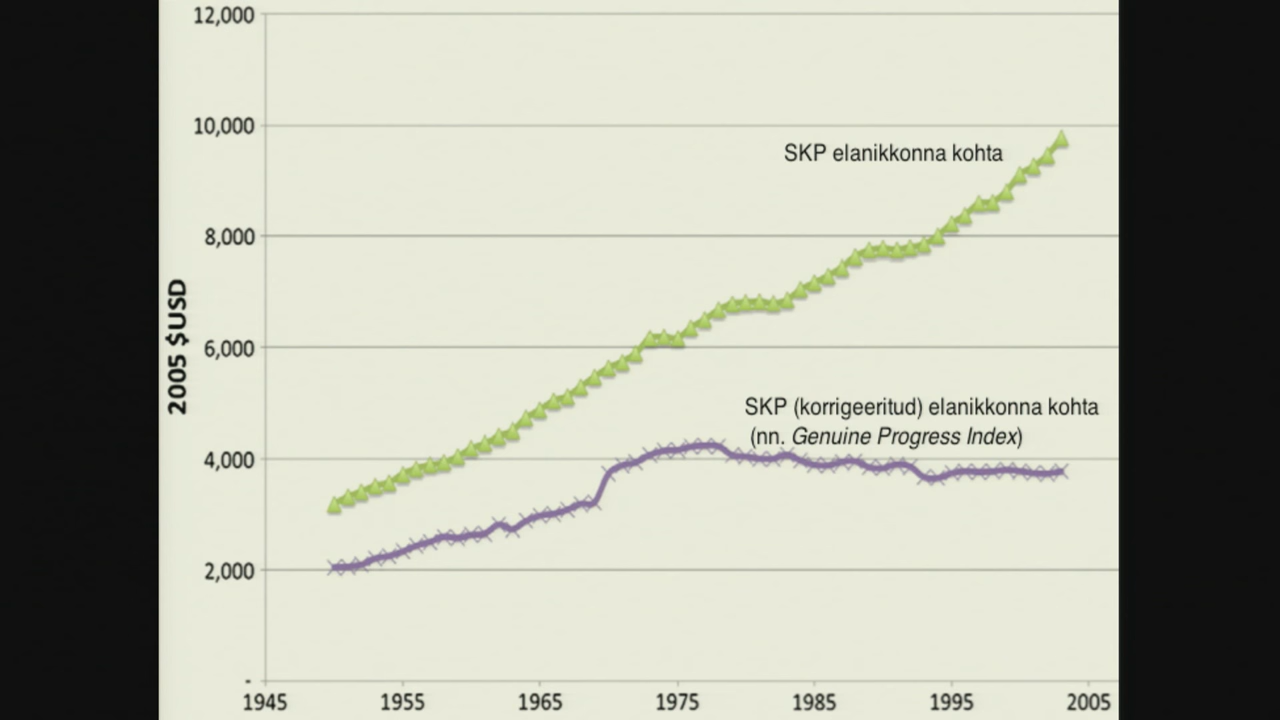 12,000
10,000
SKP elanikkonna kohta
8,000
2005 $USD
6,000
SKP (korrigeeritud) elanikkonna kohta
(nn. Genuine Progress Index)
4,000
2,000
-
1945 1955 1965 1975 1985 1995 2005